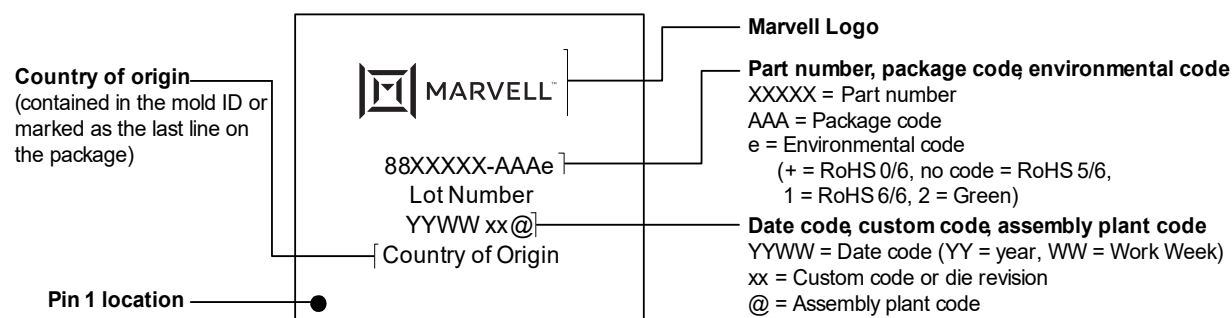 Marvell Logo
Country of origin
(contained in the mold ID or
marked as the last line on
the package)
Part number, package code, environmental code
XXXXX = Part number
AAA = Package code
e = Environmental code
(+ = RoHS 0/6, no code = RoHS 5/6,
1 = RoHS 6/6, 2 = Green)
MARVELL™
88XXXXX-AAAe
Lot Number
YYWW xx@
Country of Origin
Date code, custom code, assembly plant code
YYWW = Date code (YY = year, WW = Work Week)
xx = Custom code or die revision
@ = Assembly plant code
Pin 1 location